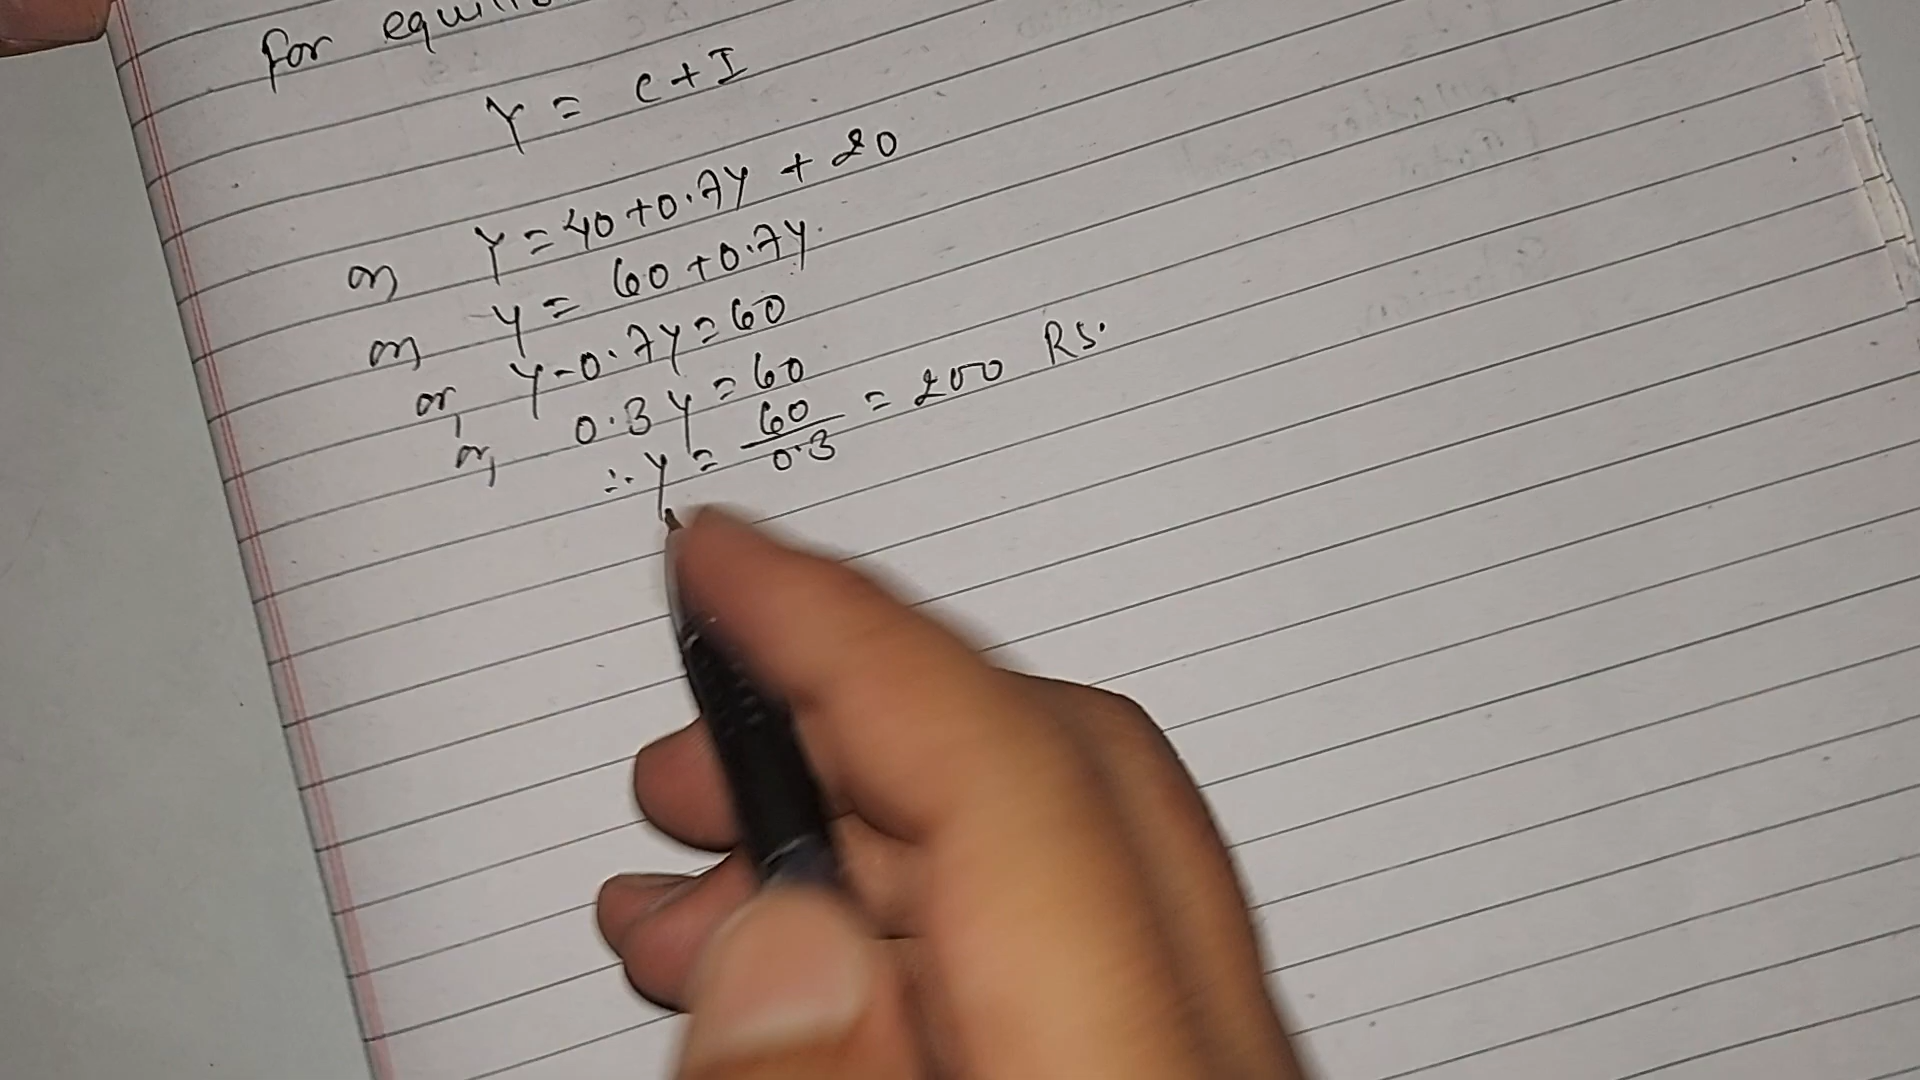 For
Y = C + I
or Y = 40 + 0.7Y + 20
or Y = 60 + 0.7Y
or, Y - 0.7Y = 60
or, 0.3Y = 60
∴ Y = 60/0.3 = 200 RS.